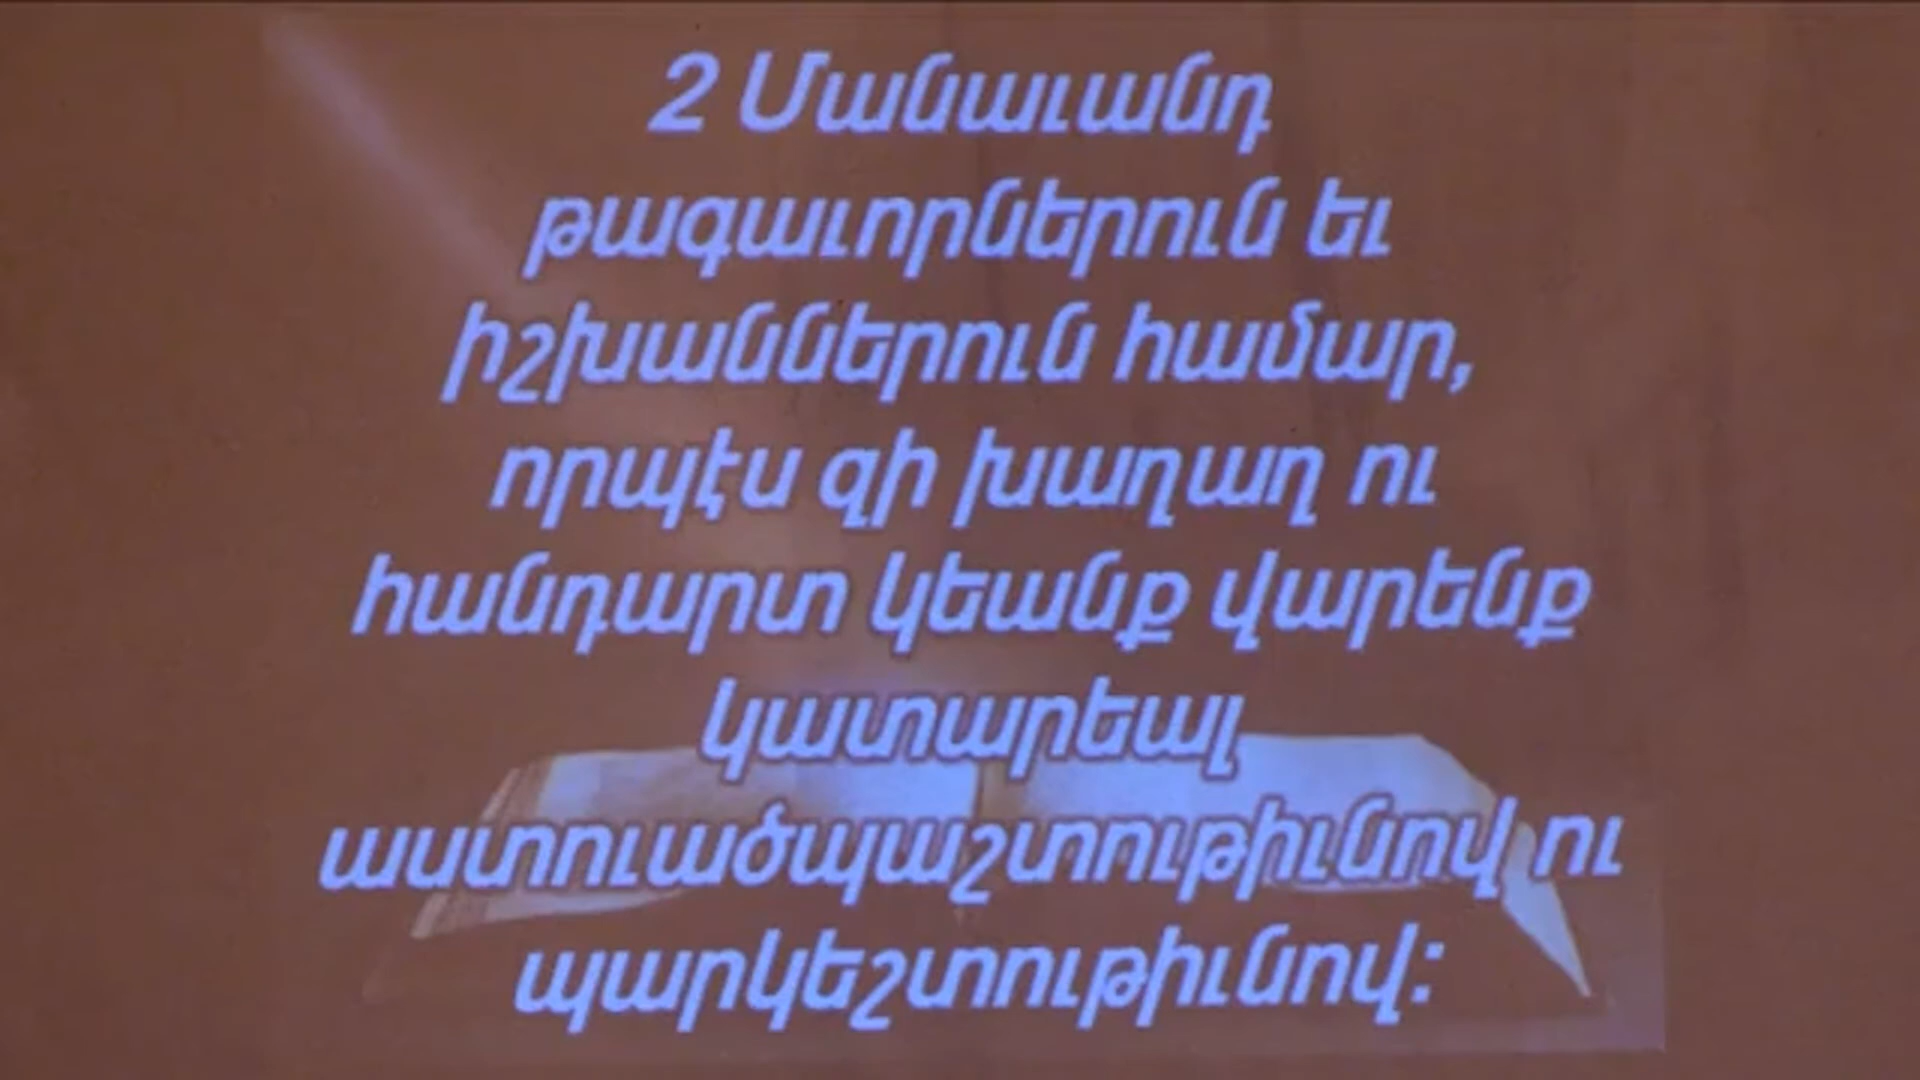 2 Մանաւանդ
թագաւորներուն եւ
իշխաններուն համար,
որպէս զի խաղաղ ու
հանդարտ կեանք վարենք
կատարեալ
աստուածպաշտութիւնով ու
պարկեշտութիւնով: